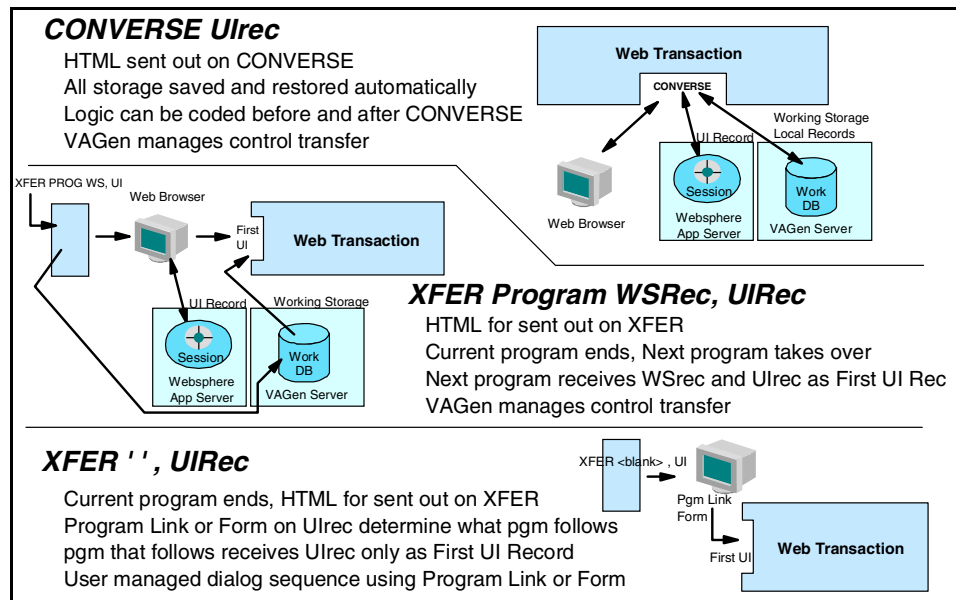 CONVERSE UIrec
HTML sent out on CONVERSE
All storage saved and restored automatically
Logic can be coded before and after CONVERSE
VAGen manages control transfer
Web Transaction
CONVERSE
Working Storage
Local Records
UI Record
Session
Work
DB
Web Browser
Websphere
App Server
VAGen Server
XFER PROG WS, UI
Web Browser
First
UI
Web Transaction
UI Record
Working Storage
Session
Work
DB
Websphere
App Server
VAGen Server
XFER Program WSRec, UIRec
HTML for sent out on XFER
Current program ends, Next program takes over
Next program receives WSrec and UIrec as First UI Rec
VAGen manages control transfer
XFER ' ' , UIRec
Current program ends, HTML for sent out on XFER
Program Link or Form on UIrec determine what pgm follows
pgm that follows receives UIrec only as First UI Record
User managed dialog sequence using Program Link or Form
XFER <blank> , UI
Pgm Link
Form
First UI
Web Transaction